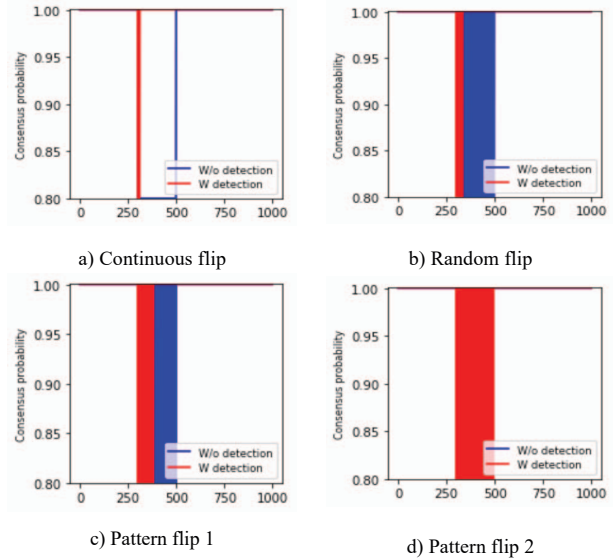 1.00
0.95
0.90
0.85
0.80
Consensus probability
W/o detection
W detection
0 250 500 750 1000
a) Continuous flip
1.00
0.95
0.90
0.85
0.80
Consensus probability
W/o detection
W detection
0 250 500 750 1000
b) Random flip
1.00
0.95
0.90
0.85
0.80
Consensus probability
W/o detection
W detection
0 250 500 750 1000
c) Pattern flip 1
1.00
0.95
0.90
0.85
0.80
Consensus probability
W/o detection
W detection
0 250 500 750 1000
d) Pattern flip 2